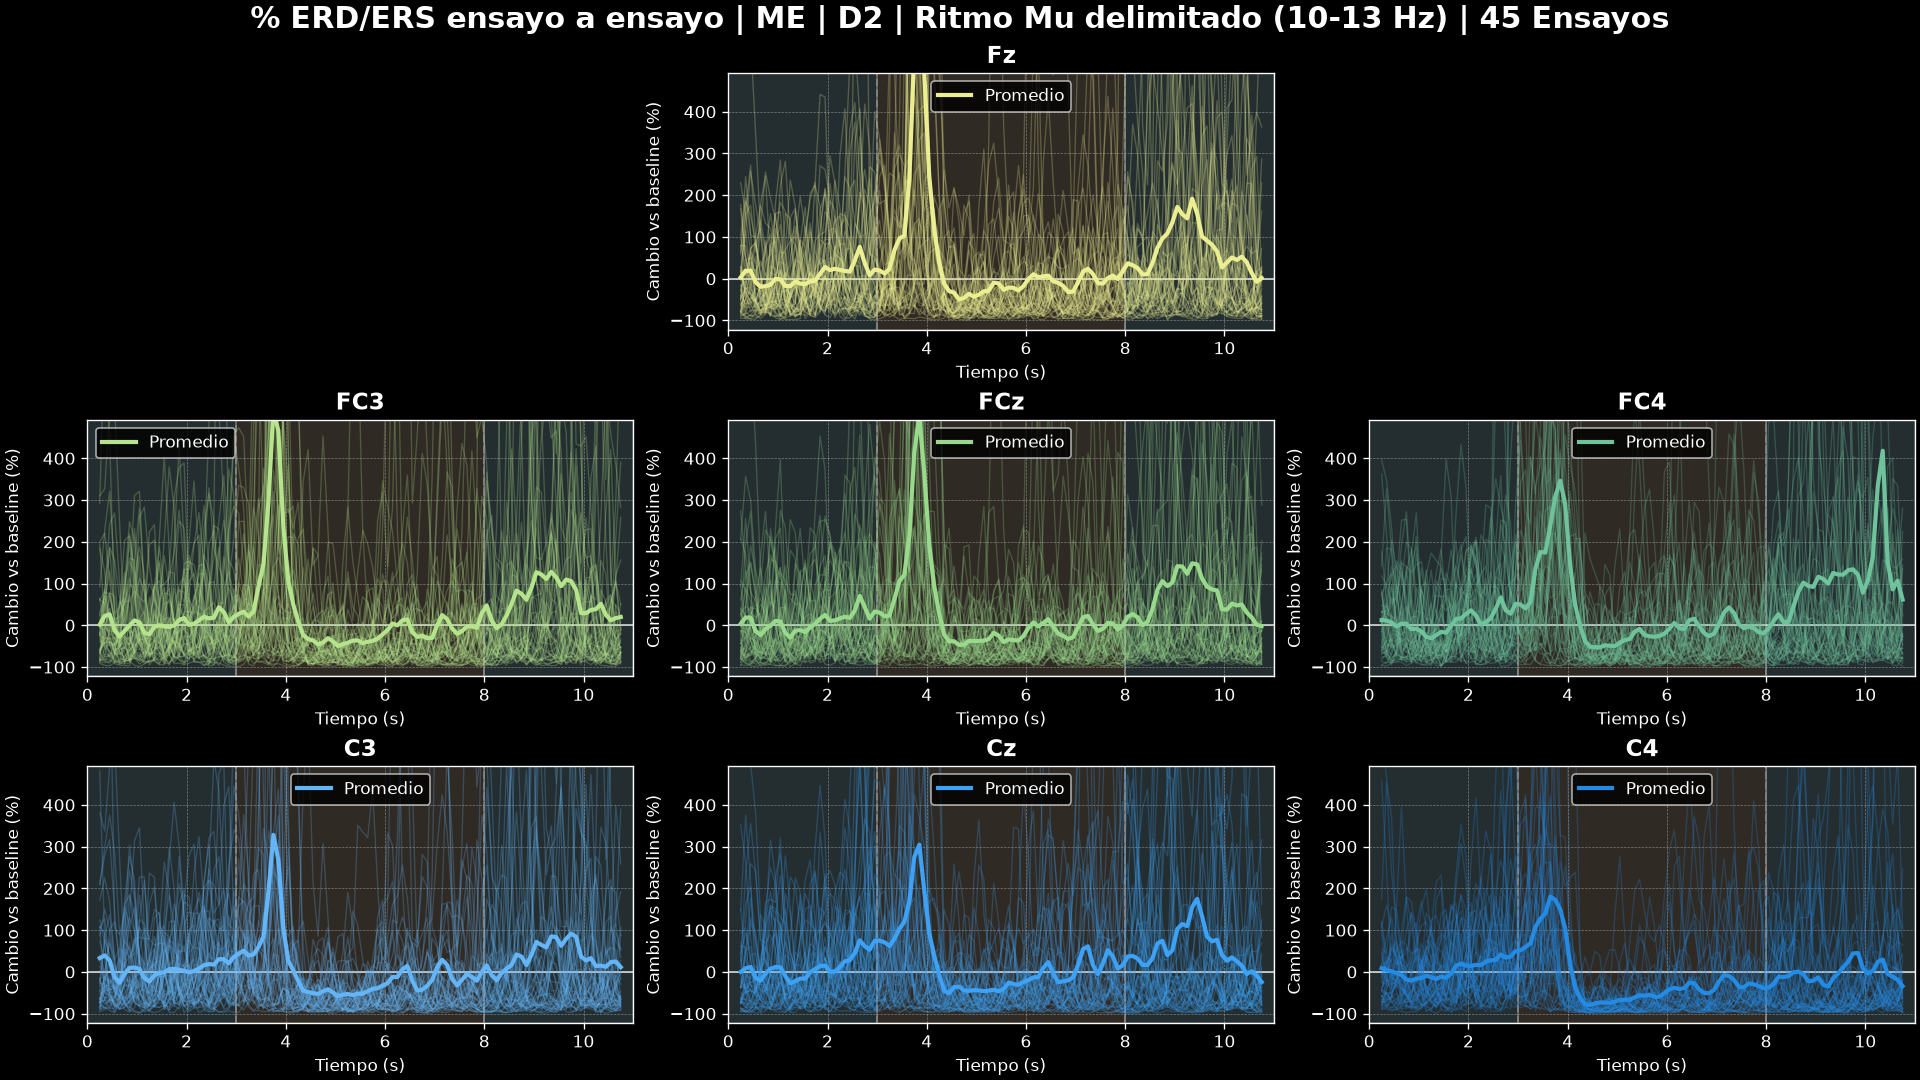 % ERD/ERS ensayo a ensayo | ME | D2 | Ritmo Mu delimitado (10-13 Hz) | 45 Ensayos
Fz
Cambio vs baseline (%)
400
300
200
100
0
−100
Promedio
0 2 4 6 8 10
Tiempo (s)
FC3
Cambio vs baseline (%)
400
300
200
100
0
−100
Promedio
0 2 4 6 8 10
Tiempo (s)
FCz
Cambio vs baseline (%)
400
300
200
100
0
−100
Promedio
0 2 4 6 8 10
Tiempo (s)
FC4
Cambio vs baseline (%)
400
300
200
100
0
−100
Promedio
0 2 4 6 8 10
Tiempo (s)
C3
Cambio vs baseline (%)
400
300
200
100
0
−100
Promedio
0 2 4 6 8 10
Tiempo (s)
Cz
Cambio vs baseline (%)
400
300
200
100
0
−100
Promedio
0 2 4 6 8 10
Tiempo (s)
C4
Cambio vs baseline (%)
400
300
200
100
0
−100
Promedio
0 2 4 6 8 10
Tiempo (s)